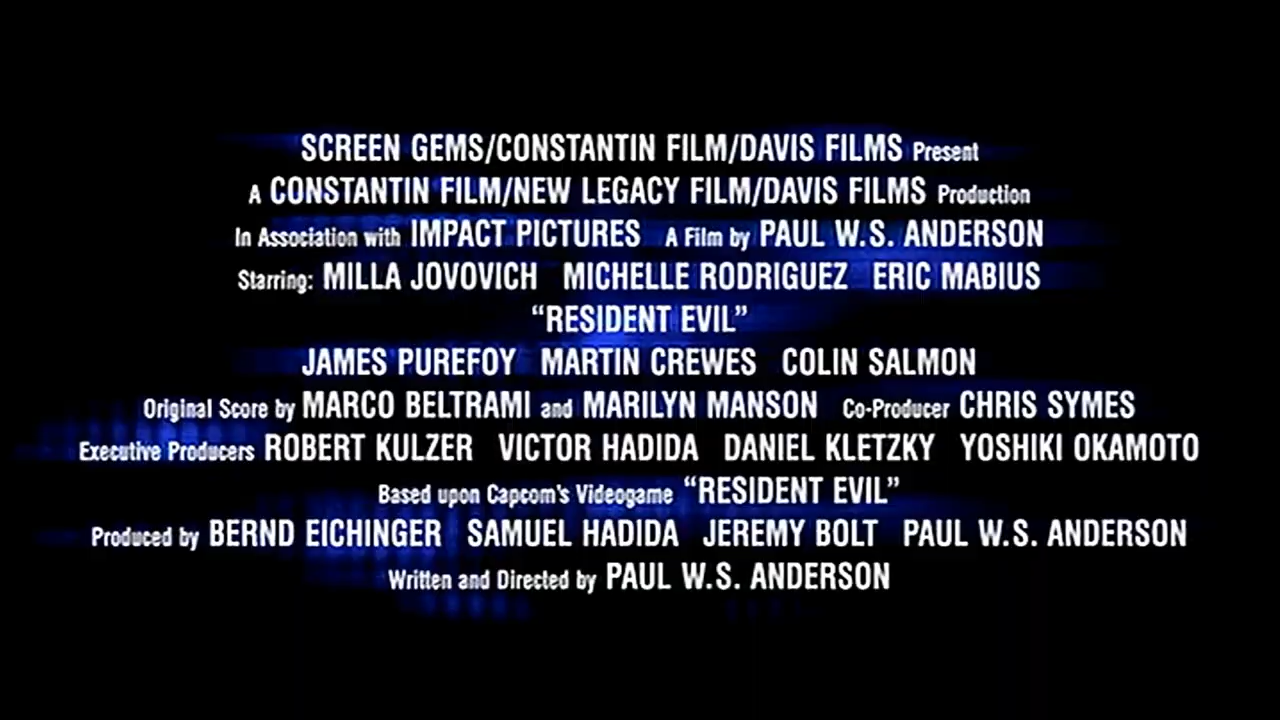 SCREEN GEMS/CONSTANTIN FILM/DAVIS FILMS Present
A CONSTANTIN FILM/NEW LEGACY FILM/DAVIS FILMS Production
In Association with IMPACT PICTURES A Film by PAUL W.S. ANDERSON
Starring: MILLA JOVOVICH MICHELLE RODRIGUEZ ERIC MABIUS
“RESIDENT EVIL”
JAMES PUREFOY MARTIN CREWES COLIN SALMON
Original Score by MARCO BELTRAMI and MARILYN MANSON Co-Producer CHRIS SYMES
Executive Producers ROBERT KULZER VICTOR HADIDA DANIEL KLETZKY YOSHIKI OKAMOTO
Based upon Capcom's Videogame “RESIDENT EVIL”
Produced by BERND EICHINGER SAMUEL HADIDA JEREMY BOLT PAUL W.S. ANDERSON
Written and Directed by PAUL W.S. ANDERSON